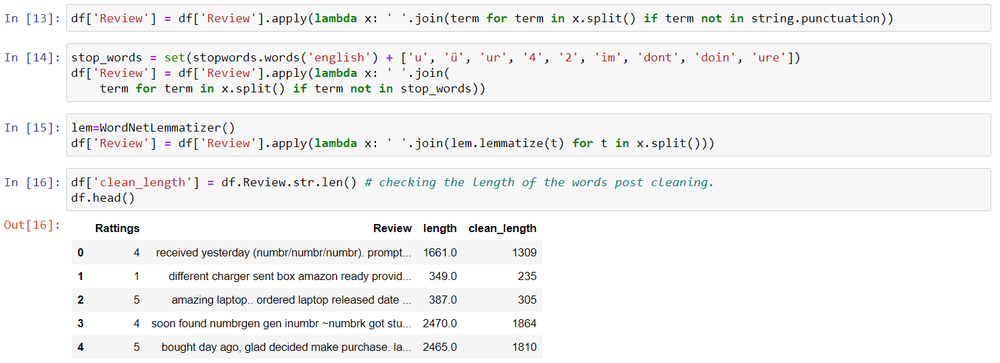 In [13]: df['Review'] = df['Review'].apply(lambda x: ' '.join(term for term in x.split() if term not in string.punctuation))
In [14]: stop_words = set(stopwords.words('english') + ['u', 'ü', 'ur', '4', '2', 'im', 'dont', 'doin', 'ure'])
df['Review'] = df['Review'].apply(lambda x: ' '.join(
term for term in x.split() if term not in stop_words))
In [15]: lem=WordNetLemmatizer()
df['Review'] = df['Review'].apply(lambda x: ' '.join(lem.lemmatize(t) for t in x.split()))
In [16]: df['clean_length'] = df.Review.str.len() # checking the length of the words post cleaning.
df.head()
Out[16]:
Rattings Review length clean_length
0 4 received yesterday (numbr/numbr/numbr). prompt... 1661.0 1309
1 1 different charger sent box amazon ready provid... 349.0 235
2 5 amazing laptop.. ordered laptop released date ... 387.0 305
3 4 soon found numbrgen gen inumbr ~numbrk got stu... 2470.0 1864
4 5 bought day ago, glad decided make purchase. la... 2465.0 1810